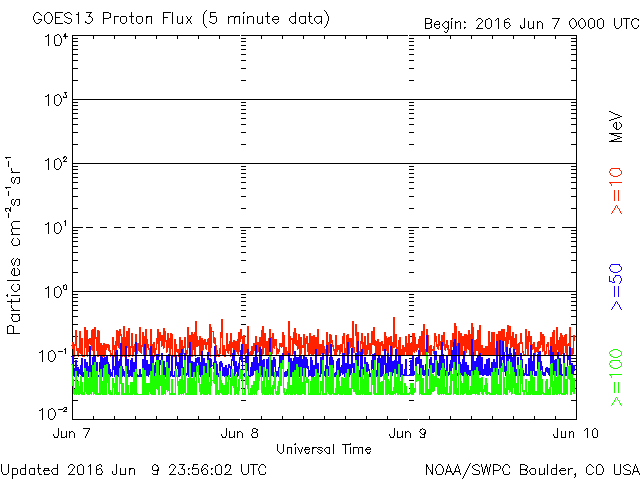 GOES13 Proton Flux (5 minute data)
Begin: 2016 Jun 7 0000 UTC
Particles cm⁻²s⁻¹sr⁻¹
10⁴
10³
10²
10¹
10⁰
10⁻¹
10⁻²
Jun 7
Jun 8
Jun 9
Jun 10
Universal Time
MeV
>=10
>=50
>=100
Updated 2016 Jun 9 23:56:02 UTC
NOAA/SWPC Boulder, CO USA